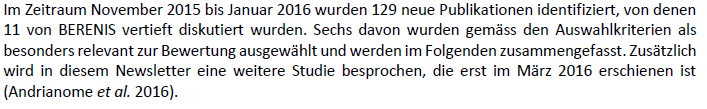 Im Zeitraum November 2015 bis Januar 2016 wurden 129 neue Publikationen identifiziert, von denen
11 von BERENIS vertieft diskutiert wurden. Sechs davon wurden gemäss den Auswahlkriterien als
besonders relevant zur Bewertung ausgewählt und werden im Folgenden zusammengefasst. Zusätzlich
wird in diesem Newsletter eine weitere Studie besprochen, die erst im März 2016 erschienen ist
(Andrianome et al. 2016).